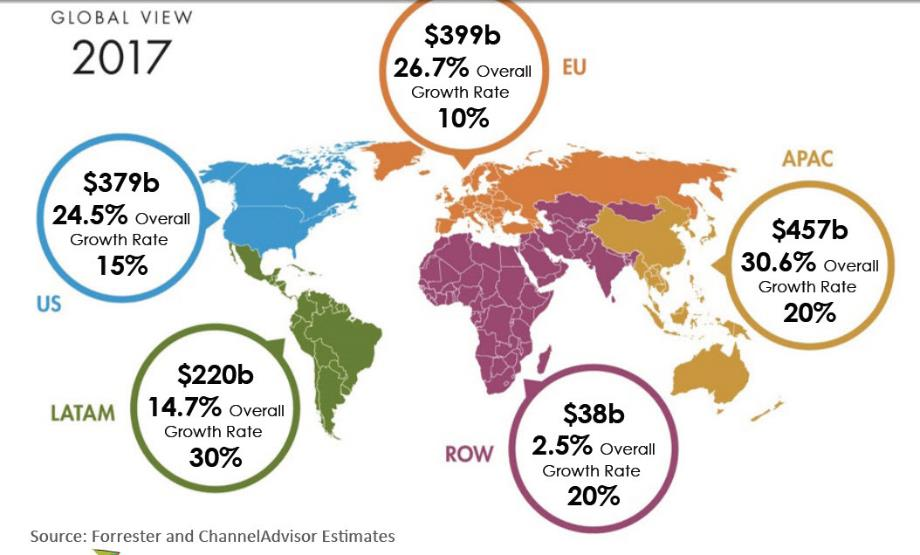 GLOBAL VIEW
2017
$399b
26.7% Overall
Growth Rate
10%
EU
$379b
24.5% Overall
Growth Rate
15%
US
APAC
$457b
30.6% Overall
Growth Rate
20%
$220b
14.7% Overall
Growth Rate
30%
LATAM
$38b
2.5% Overall
Growth Rate
20%
ROW
Source: Forrester and ChannelAdvisor Estimates